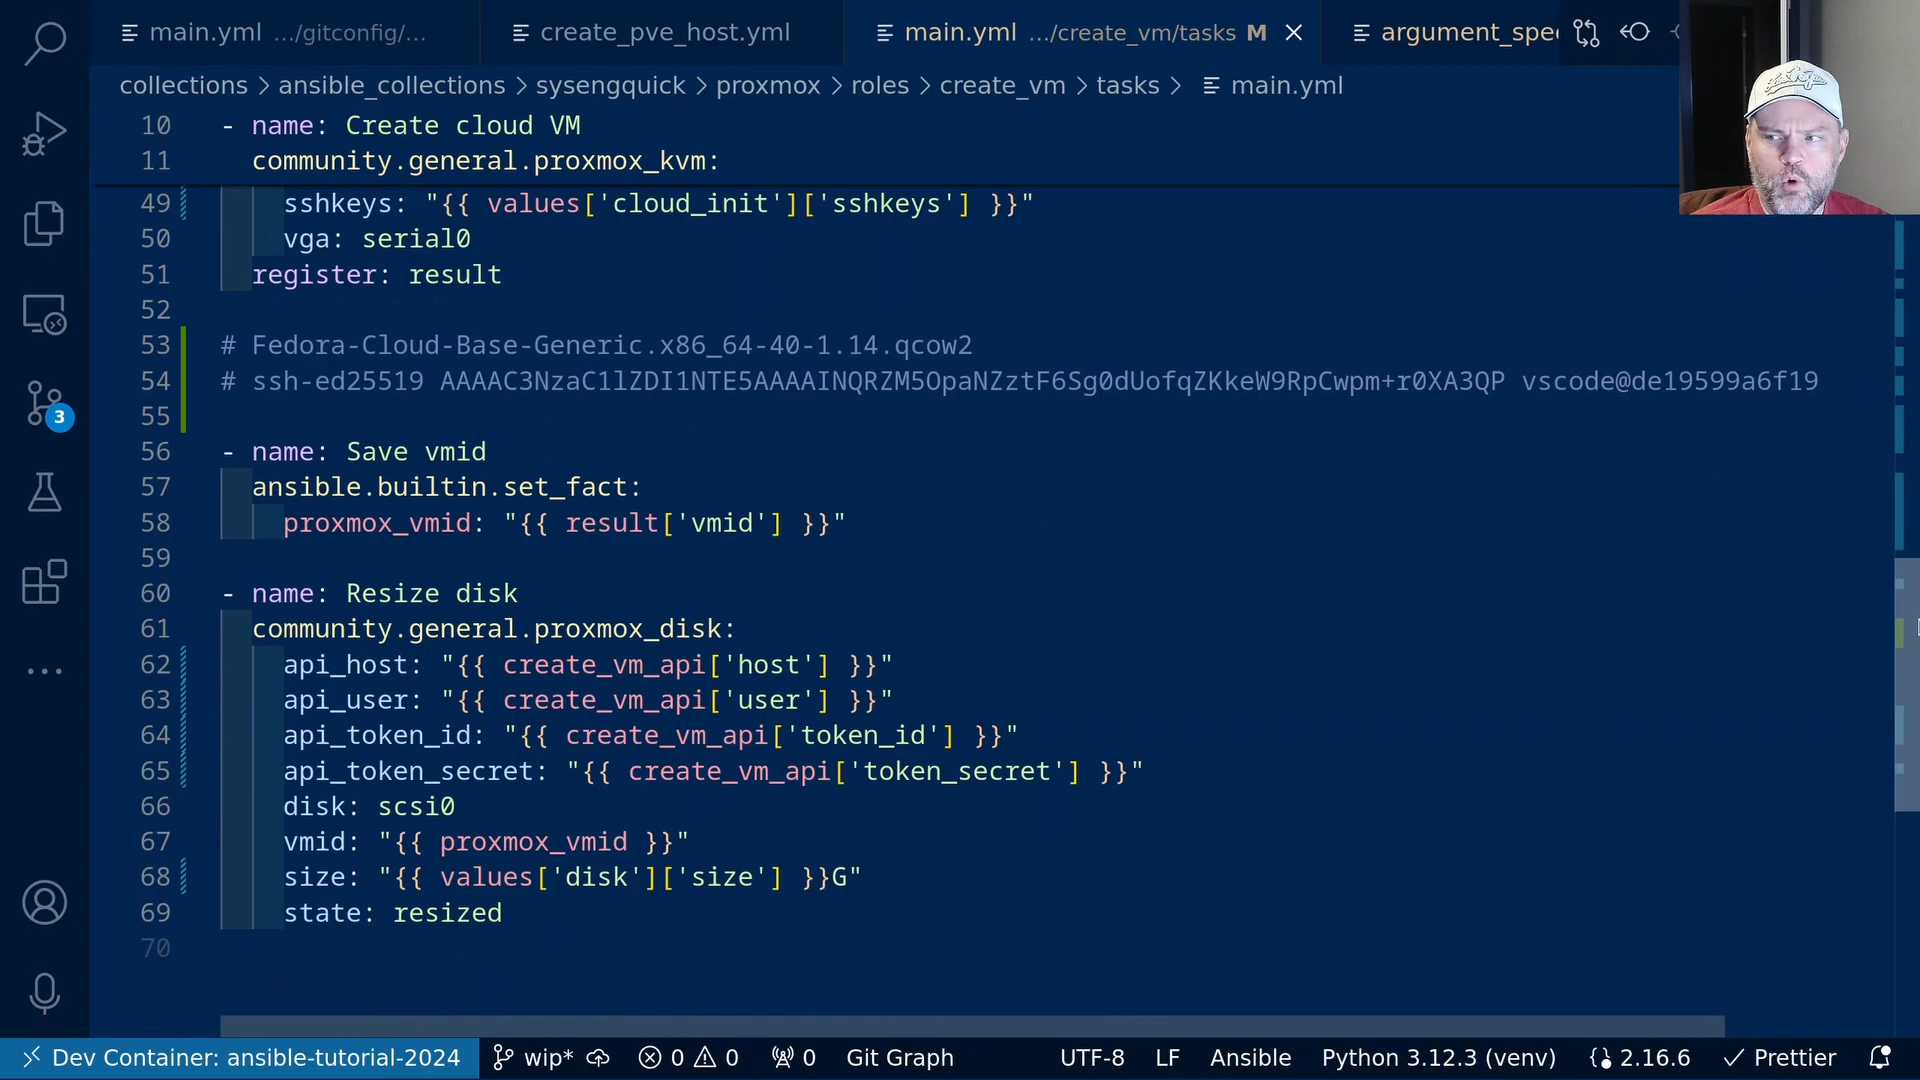 main.yml .../gitconfig/... create_pve_host.yml main.yml .../create_vm/tasks M argument_spec
collections > ansible_collections > sysengquick > proxmox > roles > create_vm > tasks > main.yml
10 - name: Create cloud VM
11 community.general.proxmox_kvm:
49 sshkeys: "{{ values['cloud_init']['sshkeys'] }}"
50 vga: serial0
51 register: result
52
53 # Fedora-Cloud-Base-Generic.x86_64-40-1.14.qcow2
54 # ssh-ed25519 AAAAC3NzaC1lZDI1NTE5AAAAINQRZM5OpaNZztF6Sg0dUofqZKkeW9RpCwpm+r0XA3QP vscode@de19599a6f19
55
56 - name: Save vmid
57 ansible.builtin.set_fact:
58 proxmox_vmid: "{{ result['vmid'] }}"
59
60 - name: Resize disk
61 community.general.proxmox_disk:
62 api_host: "{{ create_vm_api['host'] }}"
63 api_user: "{{ create_vm_api['user'] }}"
64 api_token_id: "{{ create_vm_api['token_id'] }}"
65 api_token_secret: "{{ create_vm_api['token_secret'] }}"
66 disk: scsi0
67 vmid: "{{ proxmox_vmid }}"
68 size: "{{ values['disk']['size'] }}G"
69 state: resized
70
3
Dev Container: ansible-tutorial-2024 wip* 0 0 0 Git Graph UTF-8 LF Ansible Python 3.12.3 (venv) 2.16.6 Prettier